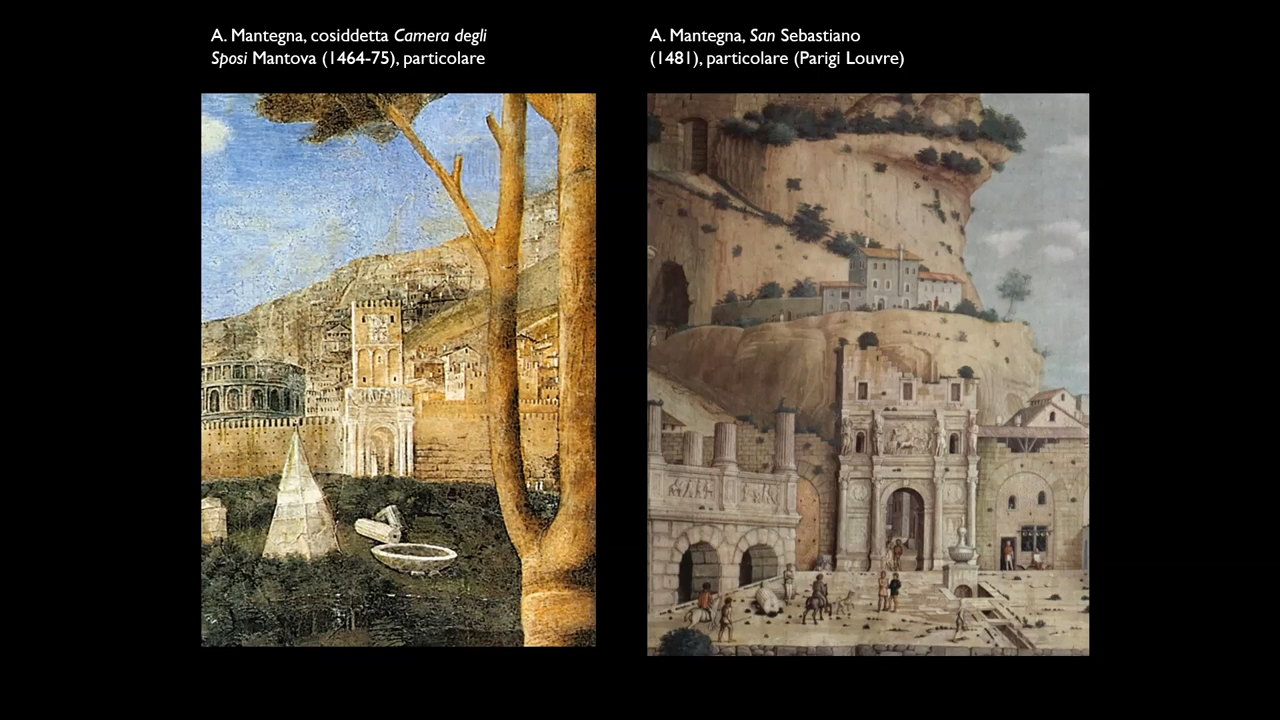 A. Mantegna, cosiddetta Camera degli
Sposi Mantova (1464-75), particolare
A. Mantegna, San Sebastiano
(1481), particolare (Parigi Louvre)